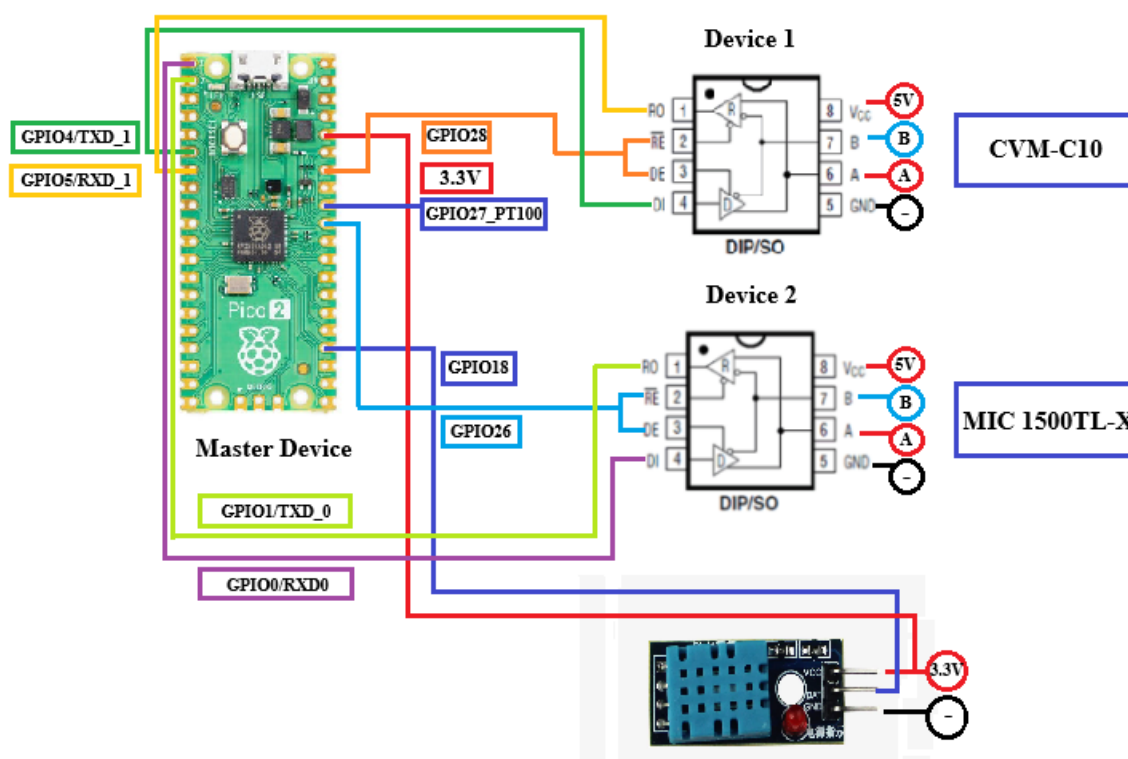 Device 1
GPIO4/TXD_1
GPIO5/RXD_1
GPIO28
3.3V
GPIO27_PT100
RO 1
RE 2
DE 3
DI 4
R
D
8 VCC 5V
7 B B
6 A A
5 GND -
DIP/SO
CVM-C10
Pico 2
Master Device
Device 2
GPIO18
GPIO26
RO 1
RE 2
DE 3
DI 4
R
D
8 VCC 5V
7 B B
6 A A
5 GND -
DIP/SO
MIC 1500TL-X
GPIO1/TXD_0
GPIO0/RXD0
VCC
DAT
GND
3.3V
-